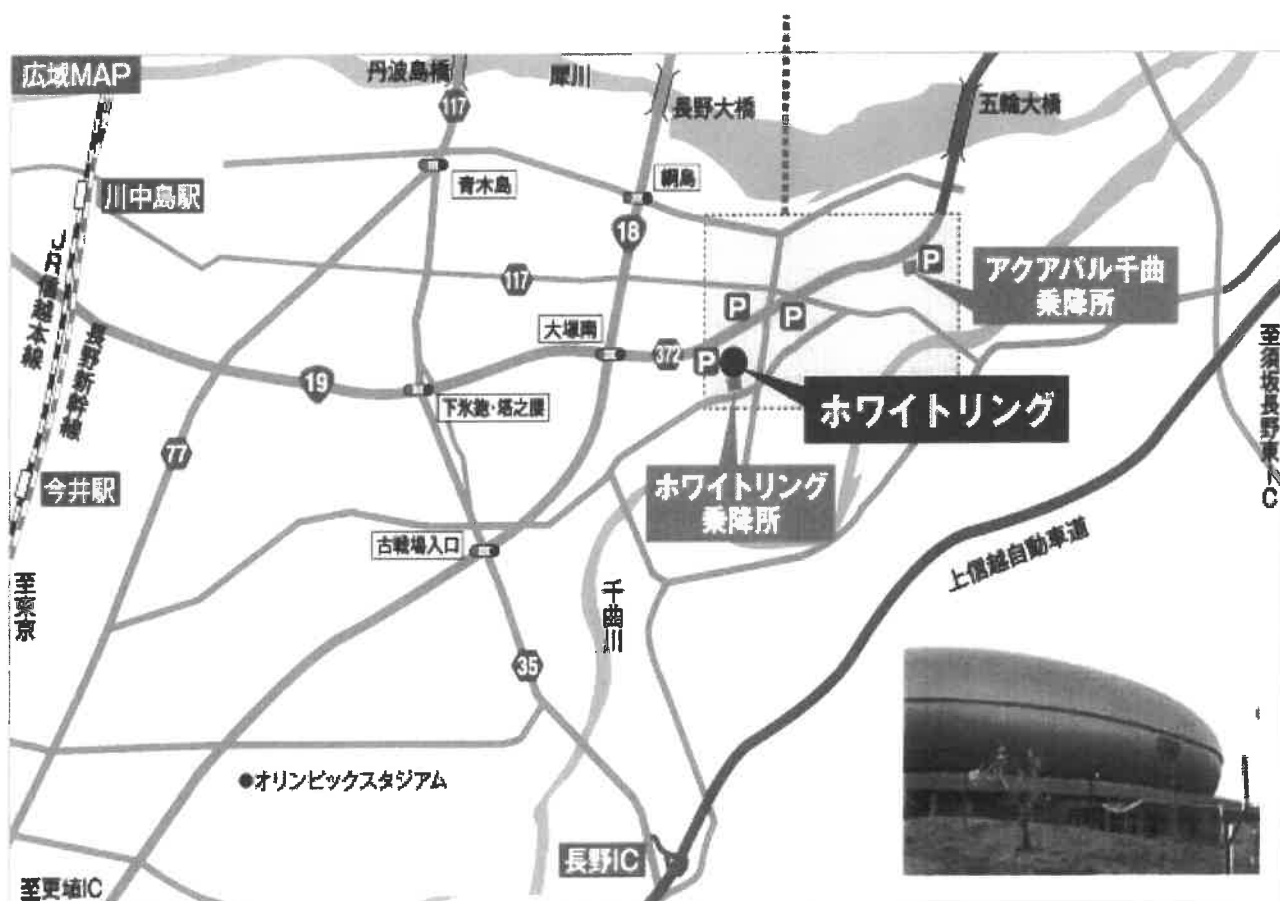 広域MAP
丹波島橋
犀川
長野大橋
五輪大橋
117
川中島駅
青木島
綱島
18
アクアパル千曲
乗降所
P
117
P
P
JR信越本線
長野新幹線
大塚南
372
P
至須坂長野東IC
19
下氷鉋・塔之腰
ホワイトリング
77
今井駅
ホワイトリング
乗降所
古戦場入口
上信越自動車道
至東京
千曲川
35
●オリンピックスタジアム
長野IC
至更埴IC